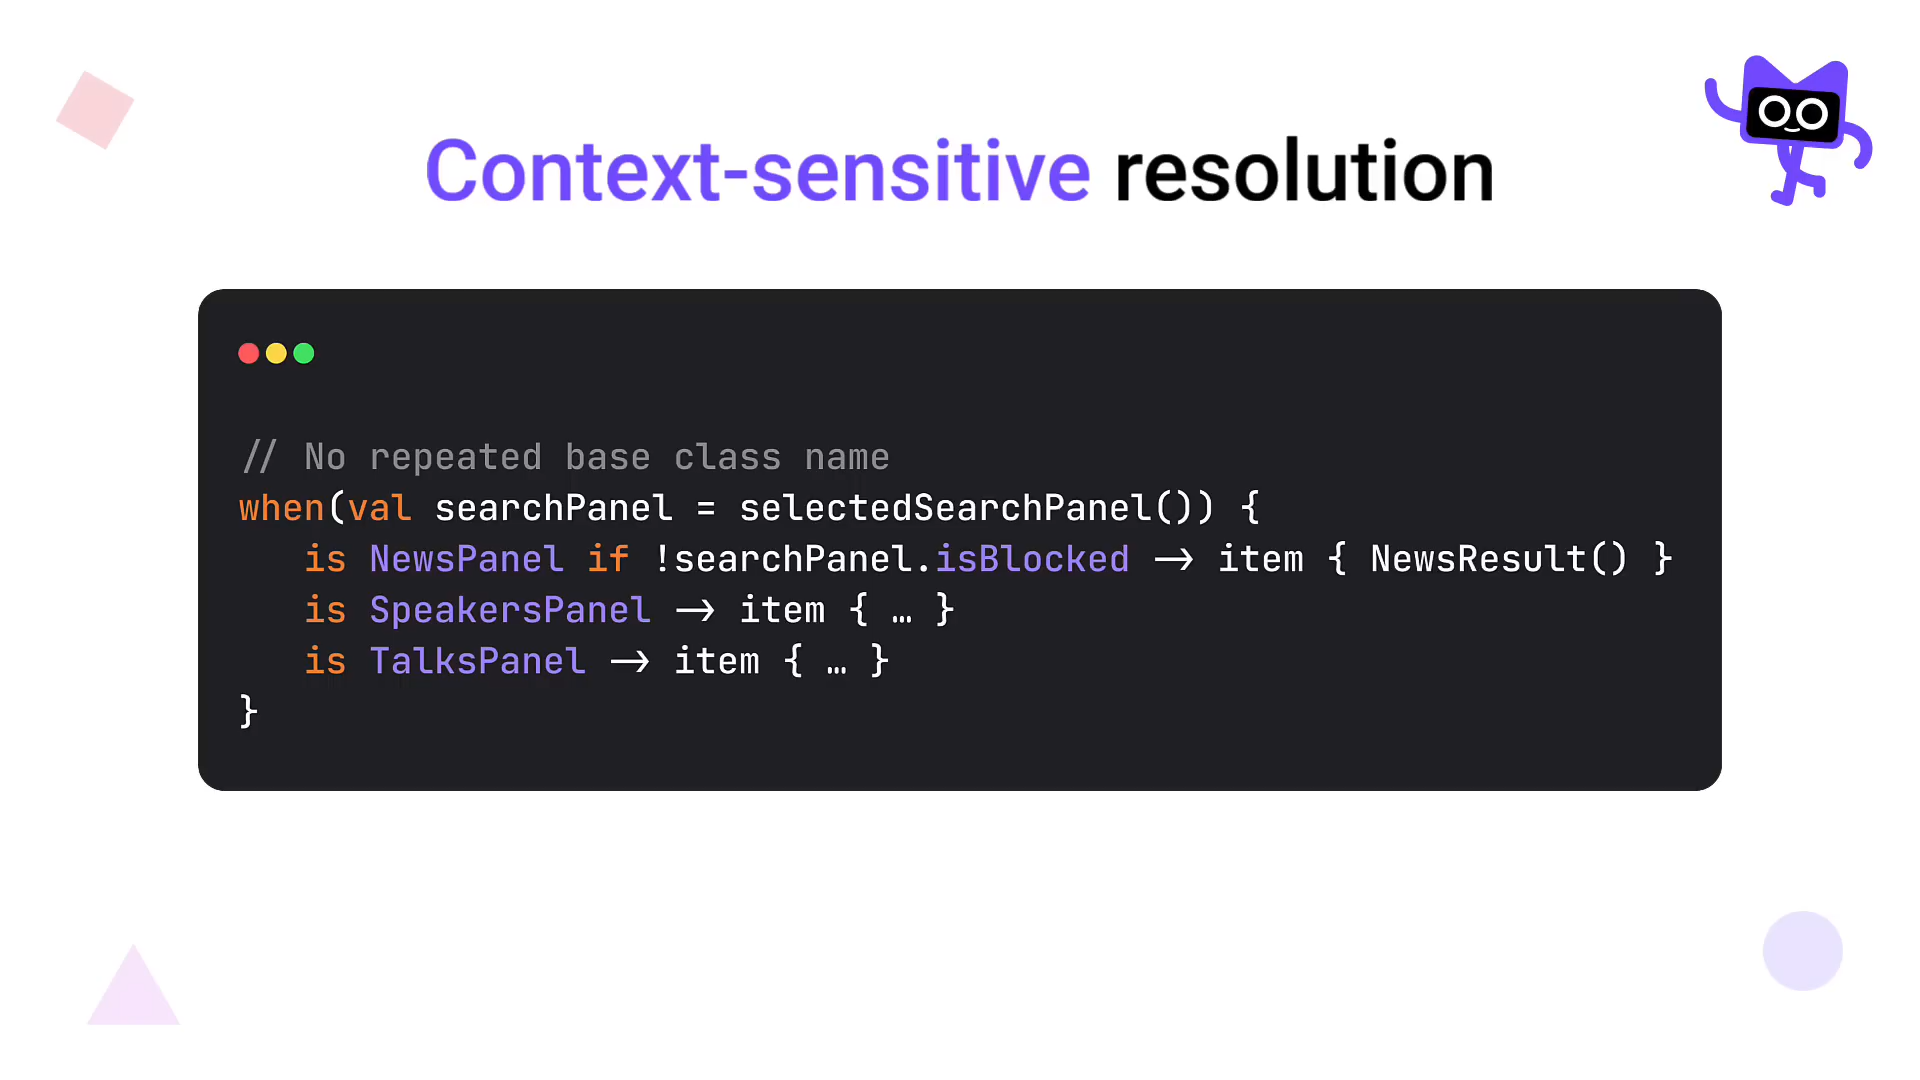 Context-sensitive resolution
// No repeated base class name
when(val searchPanel = selectedSearchPanel()) {
   is NewsPanel if !searchPanel.isBlocked -> item { NewsResult() }
   is SpeakersPanel -> item { … }
   is TalksPanel -> item { … }
}